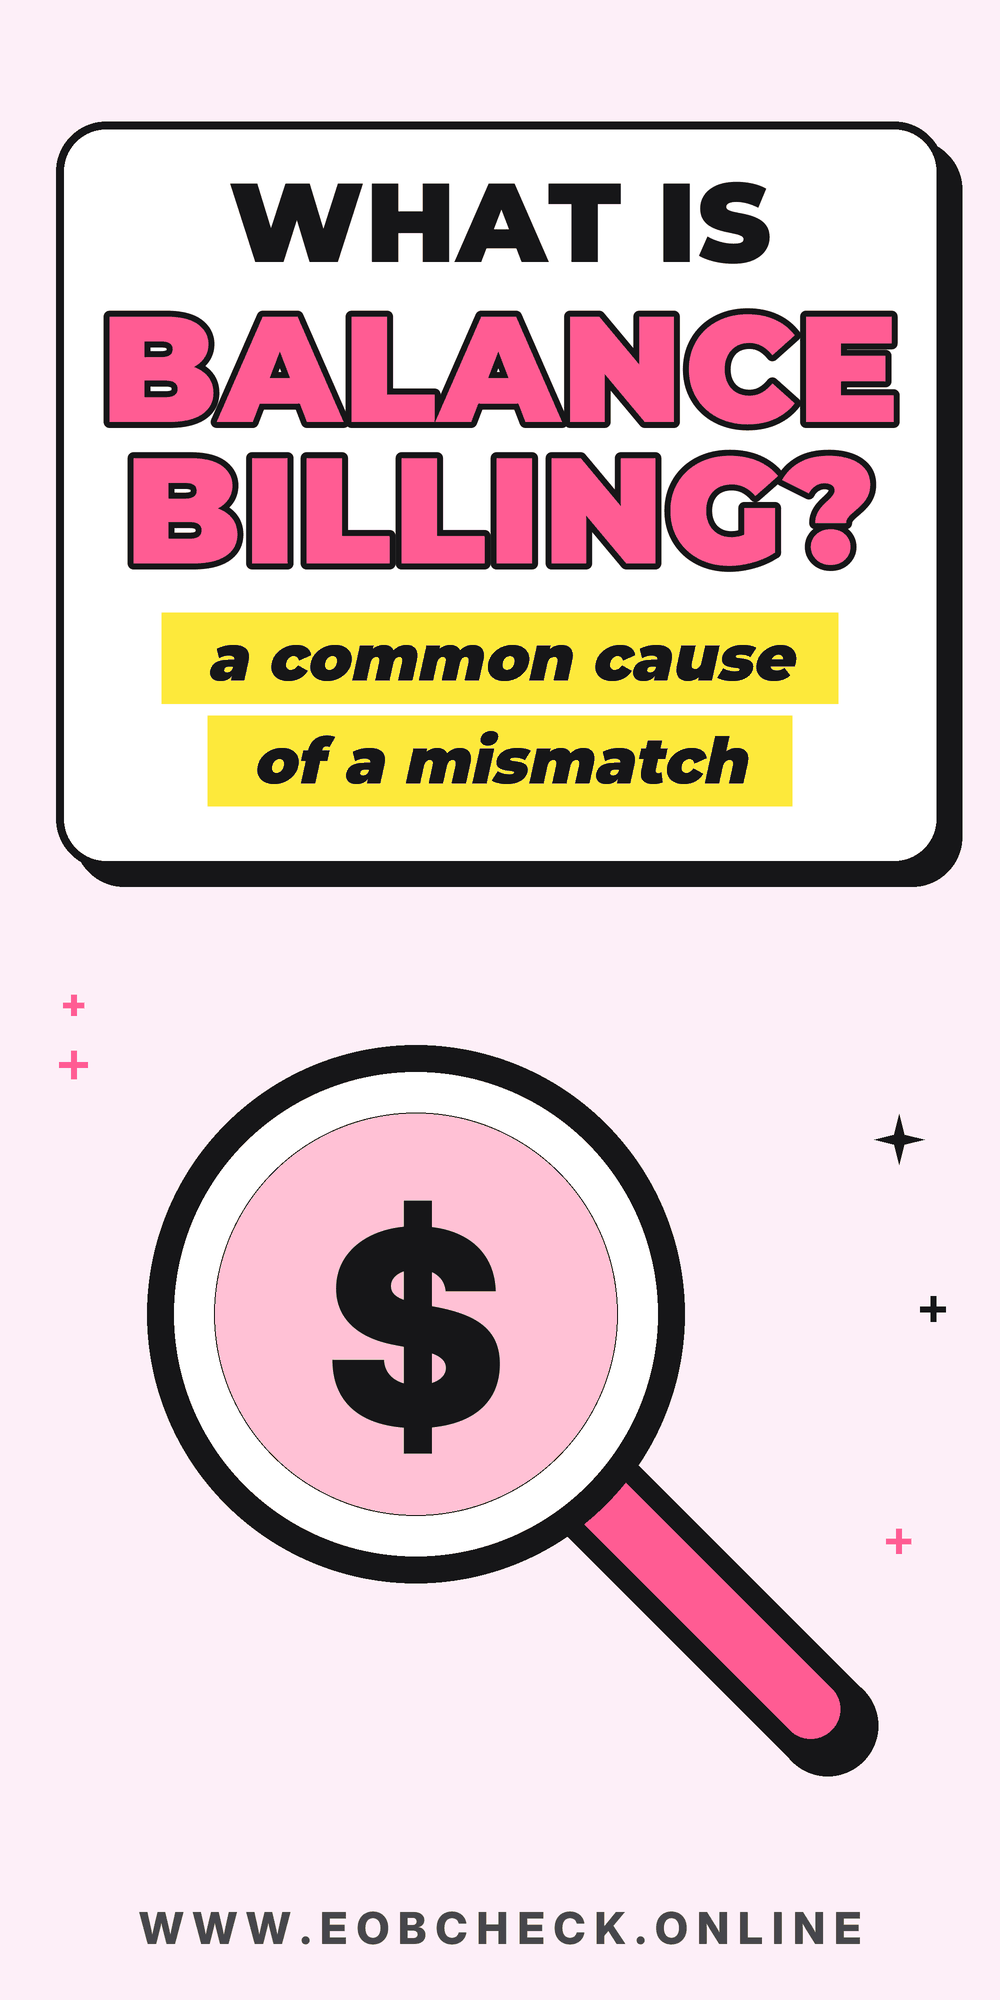 WHAT IS
BALANCE
BILLING?
a common cause
of a mismatch
$
WWW.EOBCHECK.ONLINE